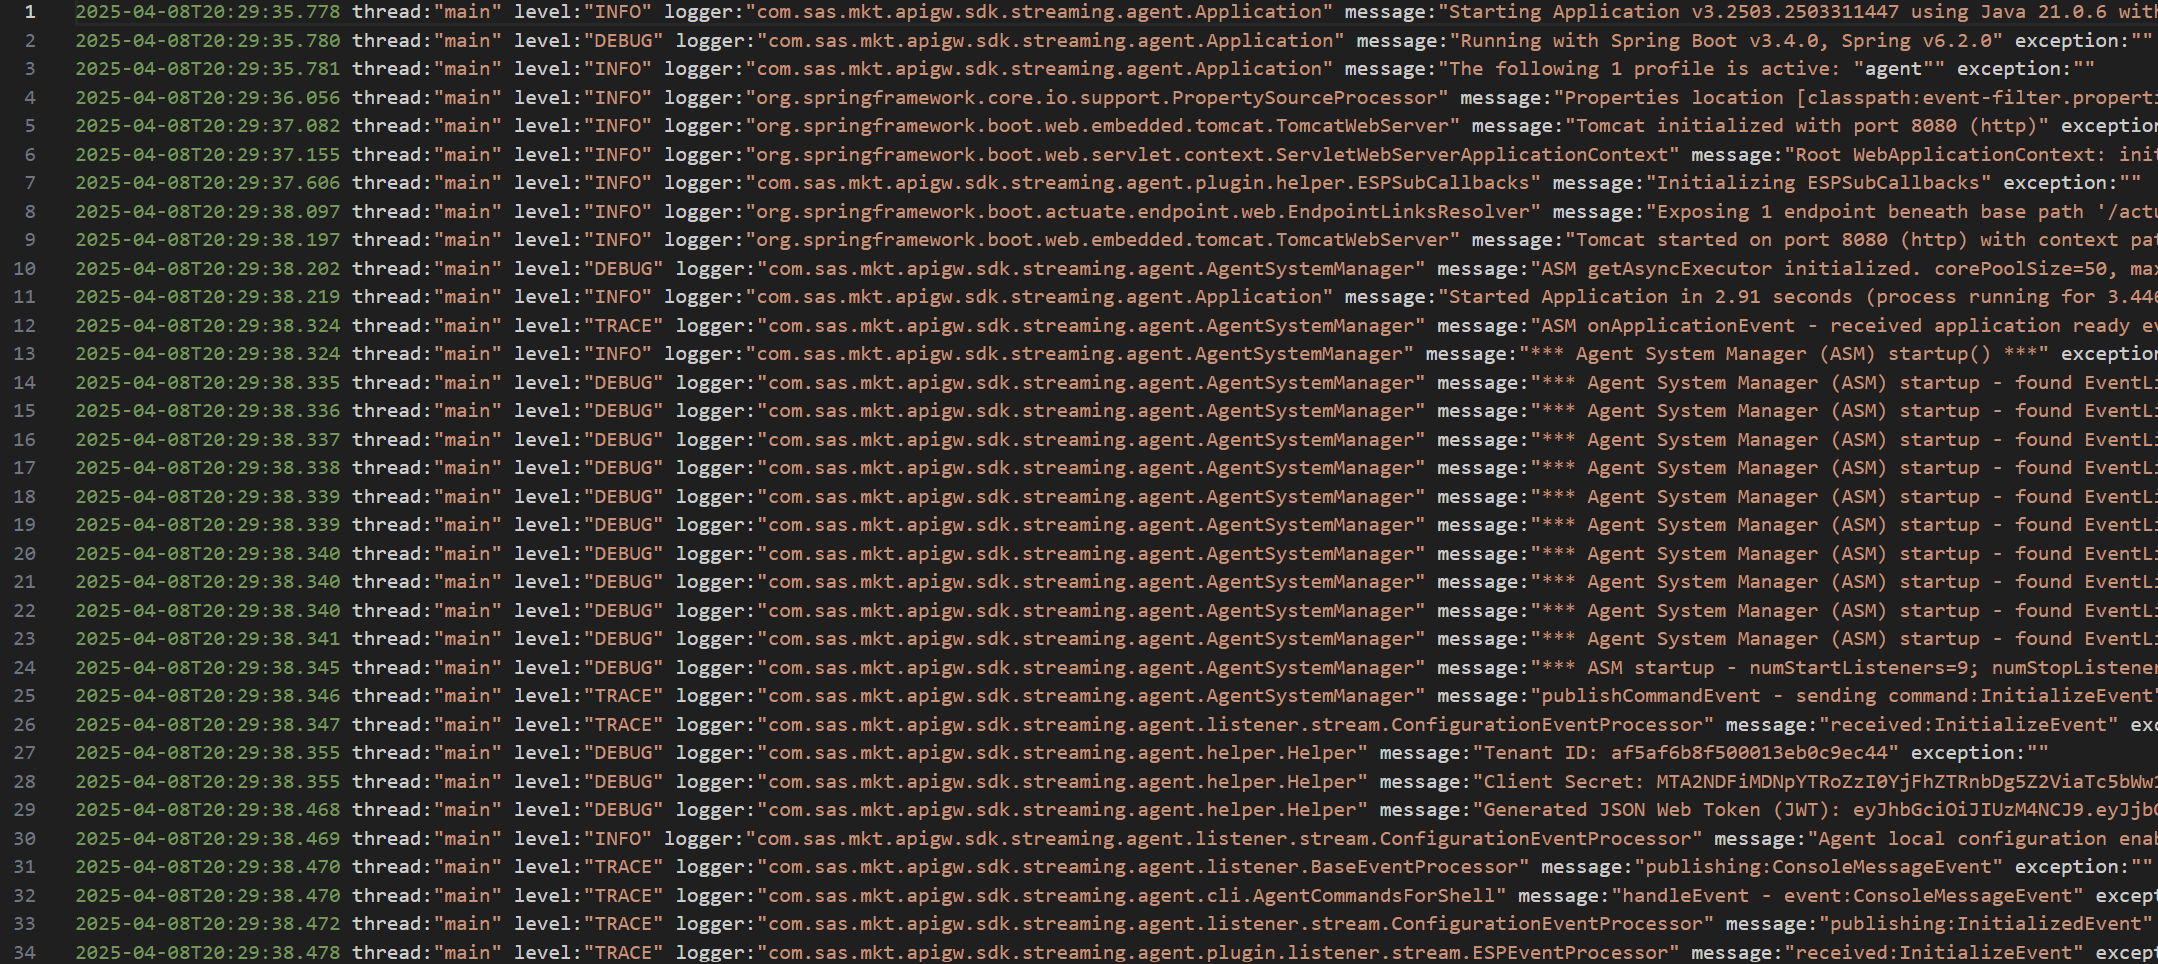 1 2025-04-08T20:29:35.778 thread:"main" level:"INFO" logger:"com.sas.mkt.apigw.sdk.streaming.agent.Application" message:"Starting Application v3.2503.2503311447 using Java 21.0.6 wit
2 2025-04-08T20:29:35.780 thread:"main" level:"DEBUG" logger:"com.sas.mkt.apigw.sdk.streaming.agent.Application" message:"Running with Spring Boot v3.4.0, Spring v6.2.0" exception:""
3 2025-04-08T20:29:35.781 thread:"main" level:"INFO" logger:"com.sas.mkt.apigw.sdk.streaming.agent.Application" message:"The following 1 profile is active: "agent"" exception:""
4 2025-04-08T20:29:36.056 thread:"main" level:"INFO" logger:"org.springframework.core.io.support.PropertySourceProcessor" message:"Properties location [classpath:event-filter.properti
5 2025-04-08T20:29:37.082 thread:"main" level:"INFO" logger:"org.springframework.boot.web.embedded.tomcat.TomcatWebServer" message:"Tomcat initialized with port 8080 (http)" exception
6 2025-04-08T20:29:37.155 thread:"main" level:"INFO" logger:"org.springframework.boot.web.servlet.context.ServletWebServerApplicationContext" message:"Root WebApplicationContext: init
7 2025-04-08T20:29:37.606 thread:"main" level:"INFO" logger:"com.sas.mkt.apigw.sdk.streaming.agent.plugin.helper.ESPSubCallbacks" message:"Initializing ESPSubCallbacks" exception:""
8 2025-04-08T20:29:38.097 thread:"main" level:"INFO" logger:"org.springframework.boot.actuate.endpoint.web.EndpointLinksResolver" message:"Exposing 1 endpoint beneath base path '/actu
9 2025-04-08T20:29:38.197 thread:"main" level:"INFO" logger:"org.springframework.boot.web.embedded.tomcat.TomcatWebServer" message:"Tomcat started on port 8080 (http) with context pat
10 2025-04-08T20:29:38.202 thread:"main" level:"DEBUG" logger:"com.sas.mkt.apigw.sdk.streaming.agent.AgentSystemManager" message:"ASM getAsyncExecutor initialized. corePoolSize=50, max
11 2025-04-08T20:29:38.219 thread:"main" level:"INFO" logger:"com.sas.mkt.apigw.sdk.streaming.agent.Application" message:"Started Application in 2.91 seconds (process running for 3.446
12 2025-04-08T20:29:38.324 thread:"main" level:"TRACE" logger:"com.sas.mkt.apigw.sdk.streaming.agent.AgentSystemManager" message:"ASM onApplicationEvent - received application ready ev
13 2025-04-08T20:29:38.324 thread:"main" level:"INFO" logger:"com.sas.mkt.apigw.sdk.streaming.agent.AgentSystemManager" message:"*** Agent System Manager (ASM) startup() ***" exception
14 2025-04-08T20:29:38.335 thread:"main" level:"DEBUG" logger:"com.sas.mkt.apigw.sdk.streaming.agent.AgentSystemManager" message:"*** Agent System Manager (ASM) startup - found EventLi
15 2025-04-08T20:29:38.336 thread:"main" level:"DEBUG" logger:"com.sas.mkt.apigw.sdk.streaming.agent.AgentSystemManager" message:"*** Agent System Manager (ASM) startup - found EventLi
16 2025-04-08T20:29:38.337 thread:"main" level:"DEBUG" logger:"com.sas.mkt.apigw.sdk.streaming.agent.AgentSystemManager" message:"*** Agent System Manager (ASM) startup - found EventLi
17 2025-04-08T20:29:38.338 thread:"main" level:"DEBUG" logger:"com.sas.mkt.apigw.sdk.streaming.agent.AgentSystemManager" message:"*** Agent System Manager (ASM) startup - found EventLi
18 2025-04-08T20:29:38.339 thread:"main" level:"DEBUG" logger:"com.sas.mkt.apigw.sdk.streaming.agent.AgentSystemManager" message:"*** Agent System Manager (ASM) startup - found EventLi
19 2025-04-08T20:29:38.339 thread:"main" level:"DEBUG" logger:"com.sas.mkt.apigw.sdk.streaming.agent.AgentSystemManager" message:"*** Agent System Manager (ASM) startup - found EventLi
20 2025-04-08T20:29:38.340 thread:"main" level:"DEBUG" logger:"com.sas.mkt.apigw.sdk.streaming.agent.AgentSystemManager" message:"*** Agent System Manager (ASM) startup - found EventLi
21 2025-04-08T20:29:38.340 thread:"main" level:"DEBUG" logger:"com.sas.mkt.apigw.sdk.streaming.agent.AgentSystemManager" message:"*** Agent System Manager (ASM) startup - found EventLi
22 2025-04-08T20:29:38.340 thread:"main" level:"DEBUG" logger:"com.sas.mkt.apigw.sdk.streaming.agent.AgentSystemManager" message:"*** Agent System Manager (ASM) startup - found EventLi
23 2025-04-08T20:29:38.341 thread:"main" level:"DEBUG" logger:"com.sas.mkt.apigw.sdk.streaming.agent.AgentSystemManager" message:"*** Agent System Manager (ASM) startup - found EventLi
24 2025-04-08T20:29:38.345 thread:"main" level:"DEBUG" logger:"com.sas.mkt.apigw.sdk.streaming.agent.AgentSystemManager" message:"*** ASM startup - numStartListeners=9; numStopListener
25 2025-04-08T20:29:38.346 thread:"main" level:"TRACE" logger:"com.sas.mkt.apigw.sdk.streaming.agent.AgentSystemManager" message:"publishCommandEvent - sending command:InitializeEvent"
26 2025-04-08T20:29:38.347 thread:"main" level:"TRACE" logger:"com.sas.mkt.apigw.sdk.streaming.agent.listener.stream.ConfigurationEventProcessor" message:"received:InitializeEvent" exc
27 2025-04-08T20:29:38.355 thread:"main" level:"DEBUG" logger:"com.sas.mkt.apigw.sdk.streaming.agent.helper.Helper" message:"Tenant ID: af5af6b8f500013eb0c9ec44" exception:""
28 2025-04-08T20:29:38.355 thread:"main" level:"DEBUG" logger:"com.sas.mkt.apigw.sdk.streaming.agent.helper.Helper" message:"Client Secret: MTA2NDFiMDNpYTRoZzI0YjFhZTRnbDg5Z2ViaTc5bWw1
29 2025-04-08T20:29:38.468 thread:"main" level:"DEBUG" logger:"com.sas.mkt.apigw.sdk.streaming.agent.helper.Helper" message:"Generated JSON Web Token (JWT): eyJhbGciOiJIUzM4NCJ9.eyJjbG
30 2025-04-08T20:29:38.469 thread:"main" level:"INFO" logger:"com.sas.mkt.apigw.sdk.streaming.agent.listener.stream.ConfigurationEventProcessor" message:"Agent local configuration enab
31 2025-04-08T20:29:38.470 thread:"main" level:"TRACE" logger:"com.sas.mkt.apigw.sdk.streaming.agent.listener.BaseEventProcessor" message:"publishing:ConsoleMessageEvent" exception:""
32 2025-04-08T20:29:38.470 thread:"main" level:"TRACE" logger:"com.sas.mkt.apigw.sdk.streaming.agent.cli.AgentCommandsForShell" message:"handleEvent - event:ConsoleMessageEvent" except
33 2025-04-08T20:29:38.472 thread:"main" level:"TRACE" logger:"com.sas.mkt.apigw.sdk.streaming.agent.listener.stream.ConfigurationEventProcessor" message:"publishing:InitializedEvent"
34 2025-04-08T20:29:38.478 thread:"main" level:"TRACE" logger:"com.sas.mkt.apigw.sdk.streaming.agent.plugin.listener.stream.ESPEventProcessor" message:"received:InitializeEvent" except